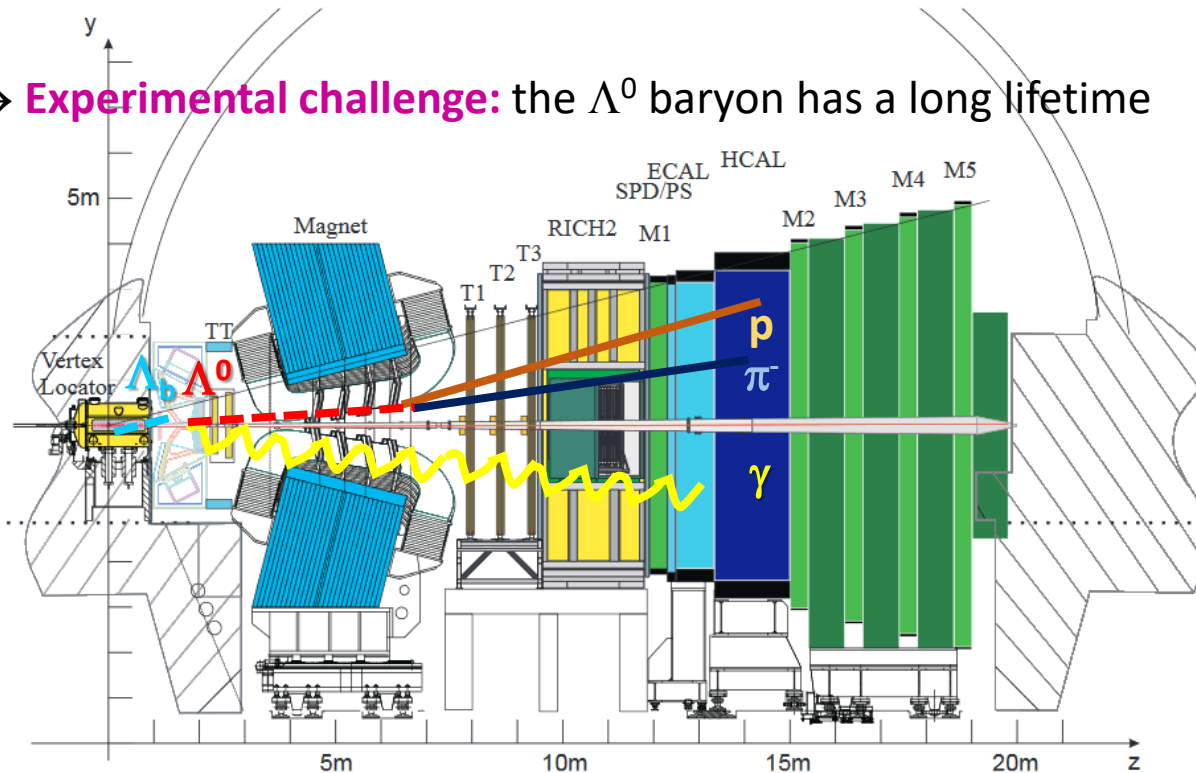 y
→ Experimental challenge: the Λ⁰ baryon has a long lifetime
HCAL
ECAL
SPD/PS
M5
M4
M3
M2
5m
Magnet
RICH2
M1
T3
T2
T1
TT
Vertex
Locator
Λb
Λ⁰
p
π⁻
γ
5m
10m
15m
20m
z